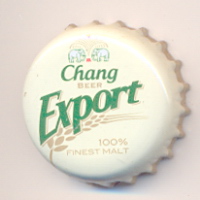 Chang
BEER
Export
100%
FINEST MALT